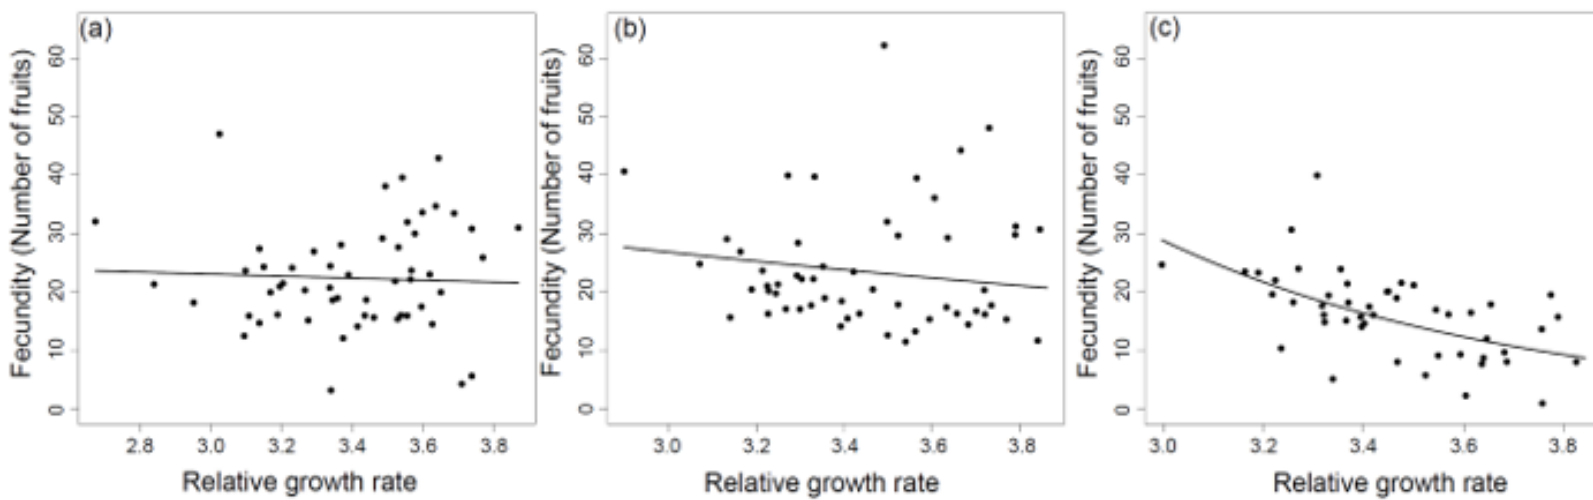 (a)
Fecundity (Number of fruits)
0 10 20 30 40 50 60
2.8 3.0 3.2 3.4 3.6 3.8
Relative growth rate
(b)
Fecundity (Number of fruits)
0 10 20 30 40 50 60
3.0 3.2 3.4 3.6 3.8
Relative growth rate
(c)
Fecundity (Number of fruits)
0 10 20 30 40 50 60
3.0 3.2 3.4 3.6 3.8
Relative growth rate